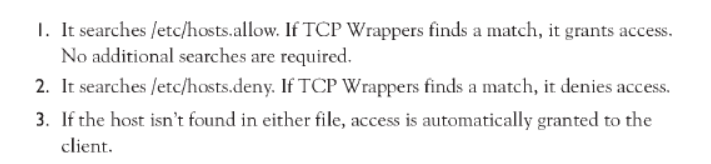 1. It searches /etc/hosts.allow. If TCP Wrappers finds a match, it grants access.
No additional searches are required.
2. It searches /etc/hosts.deny. If TCP Wrappers finds a match, it denies access.
3. If the host isn't found in either file, access is automatically granted to the
client.